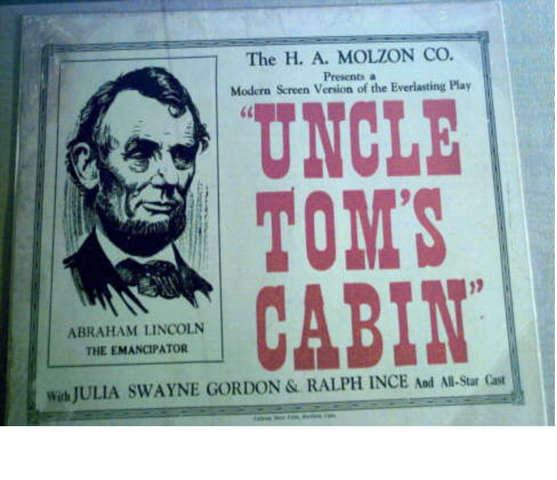 The H. A. MOLZON CO.
Presents a
Modern Screen Version of the Everlasting Play
"UNCLE
TOM'S
CABIN"
ABRAHAM LINCOLN
THE EMANCIPATOR
With JULIA SWAYNE GORDON & RALPH INCE And All-Star Cast